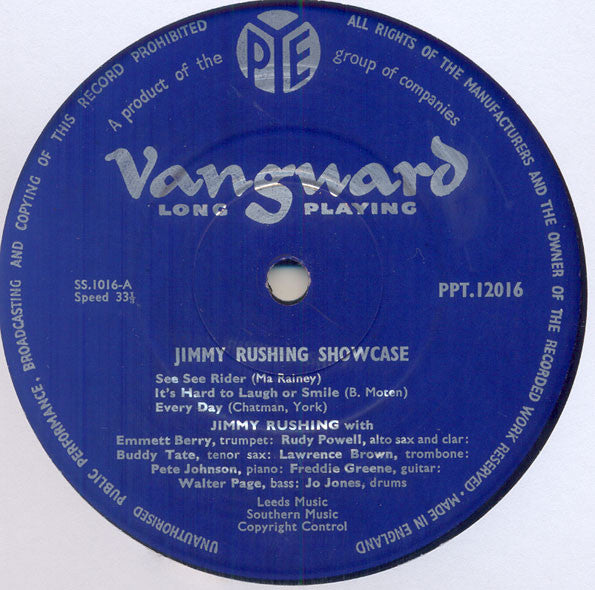 UNAUTHORISED PUBLIC PERFORMANCE, BROADCASTING AND COPYING OF THIS RECORD PROHIBITED
ALL RIGHTS OF THE MANUFACTURERS AND THE OWNER OF THE RECORDED WORK RESERVED • MADE IN ENGLAND
A product of the PYE group of companies
Vanguard
LONG PLAYING
SS.1016-A
Speed 33⅓
PPT.12016
JIMMY RUSHING SHOWCASE
See See Rider (Ma Rainey)
It's Hard to Laugh or Smile (B. Moten)
Every Day (Chatman, York)
JIMMY RUSHING with
Emmett Berry, trumpet: Rudy Powell, alto sax and clar:
Buddy Tate, tenor sax: Lawrence Brown, trombone:
Pete Johnson, piano: Freddie Greene, guitar:
Walter Page, bass: Jo Jones, drums
Leeds Music
Southern Music
Copyright Control